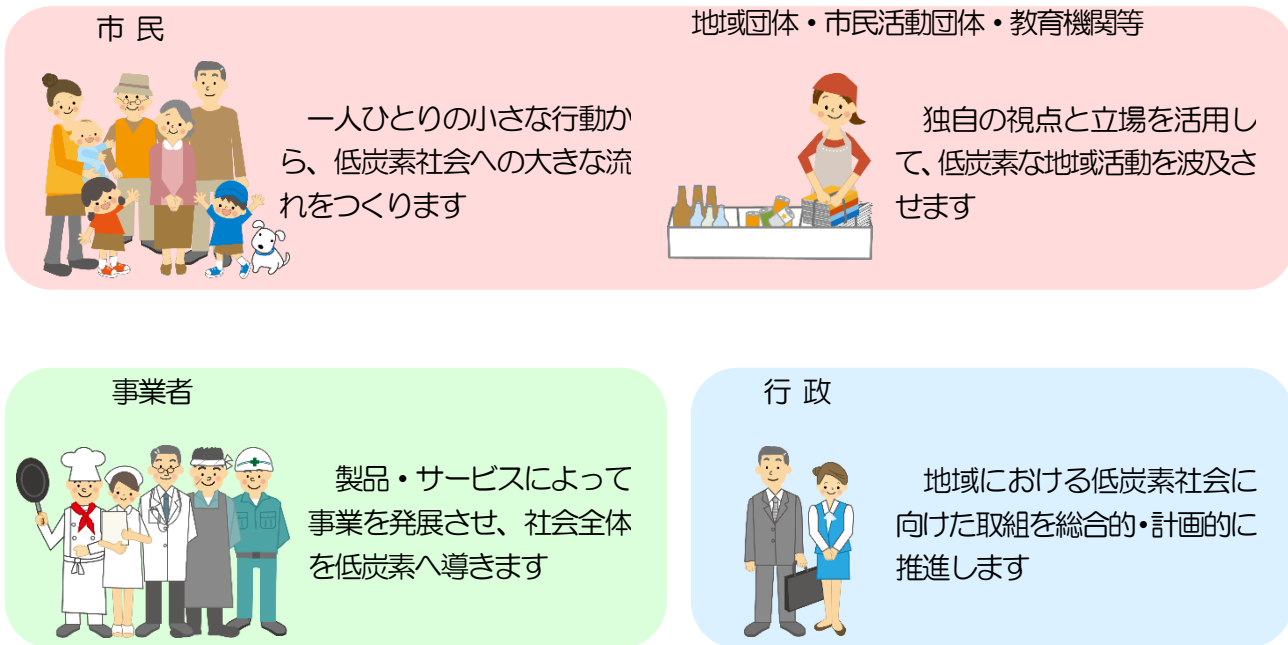 市 民
一人ひとりの小さな行動か
ら、低炭素社会への大きな流
れをつくります
地域団体・市民活動団体・教育機関等
独自の視点と立場を活用し
て、低炭素な地域活動を波及さ
せます
事業者
製品・サービスによって
事業を発展させ、社会全体
を低炭素へ導きます
行 政
地域における低炭素社会に
向けた取組を総合的・計画的に
推進します